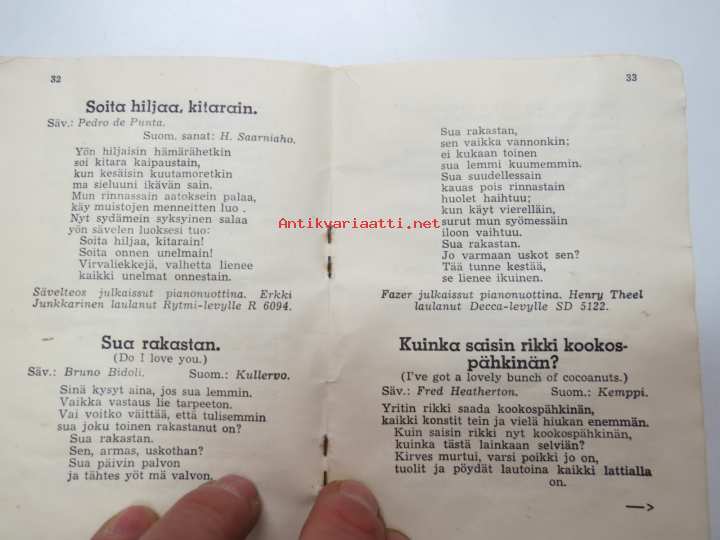 32
Soita hiljaa, kitarain.
Säv.: Pedro de Punta.
Suom. sanat: H. Saarniaho.
Yön hiljaisin hämärähetkin
soi kitara kaipaustain,
kun kesäisin kuutamoretkin
ma sieluuni ikävän sain.
Mun rinnassain aatoksein palaa,
käy muistojen menneitten luo .
Nyt sydämein syksyinen salaa
yön sävelen luoksesi tuo:
Soita hiljaa, kitarain!
Soita onnen unelmain!
Virvaliekkejä, valhetta lienee
kaikki unelmat onnestain.
Sävelteos julkaissut pianonuottina. Erkki
Junkkarinen laulanut Rytmi-levylle R 6094.
Sua rakastan.
(Do I love you.)
Säv.: Bruno Bidoli. Suom.: Kullervo.
Sinä kysyt aina, jos sua lemmin.
Vaikka vastaus lie tarpeeton.
Vai voitko väittää, että tulisemmin
sua joku toinen rakastanut on?
Sua rakastan.
Sen, armas, uskothan?
Sua päivin palvon
ja tähtes yöt mä valvon.
33
Sua rakastan,
sen vaikka vannonkin;
ei kukaan toinen
sua lemmi kuumemmin.
Sua suudellessain
kauas pois rinnastain
huolet haihtuu;
kun käyt vierelläin,
surut mun syömessäin
iloon vaihtuu.
Sua rakastan.
Jo varmaan uskot sen?
Tää tunne kestää,
se lienee ikuinen.
Fazer julkaissut pianonuottina. Henry Theel
laulanut Decca-levylle SD 5122.
Kuinka saisin rikki kookos-
pähkinän?
(I've got a lovely bunch of cocoanuts.)
Säv.: Fred Heatherton. Suom.: Kemppi.
Yritin rikki saada kookospähkinän,
kaikki konstit tein ja vielä hiukan enemmän.
Kuin saisin rikki nyt kookospähkinän,
kuinka tästä lainkaan selviän?
Kirves murtui, varsi poikki jo on,
tuolit ja pöydät lautoina kaikki lattialla
on.
Antikvariaatti.net